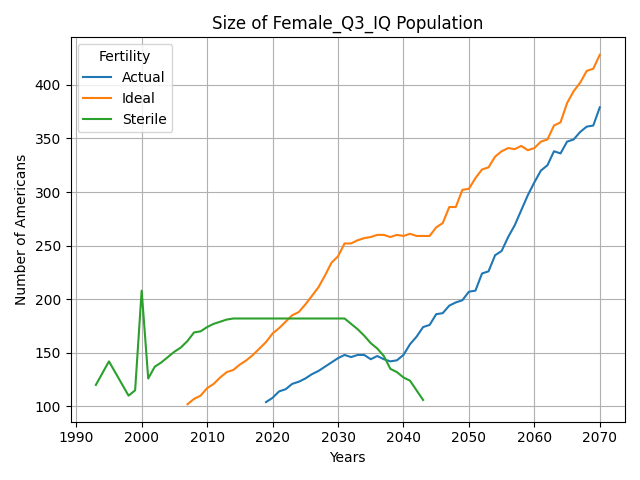 Size of Female_Q3_IQ Population
Fertility
Actual
Ideal
Sterile
Number of Americans
400
350
300
250
200
150
100
1990
2000
2010
2020
2030
2040
2050
2060
2070
Years